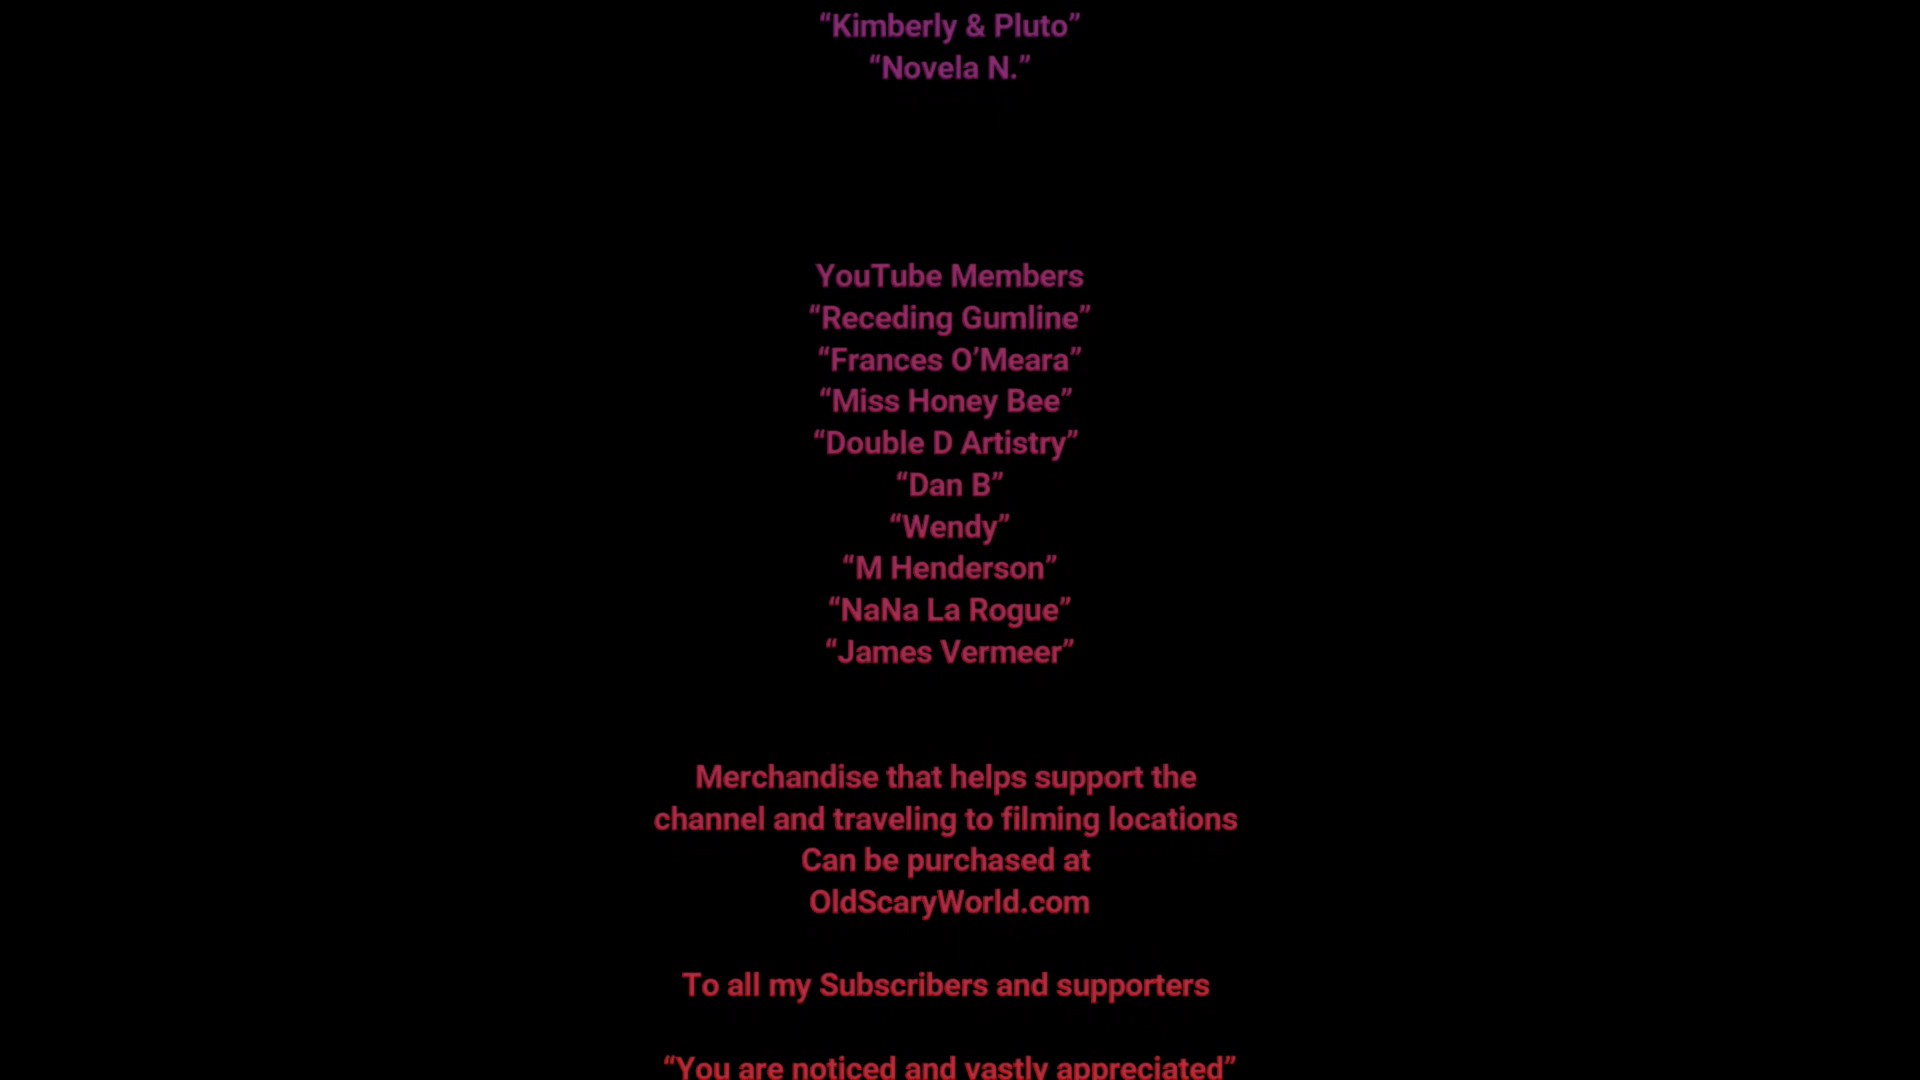 “Kimberly & Pluto”
“Novela N.”
YouTube Members
“Receding Gumline”
“Frances O’Meara”
“Miss Honey Bee”
“Double D Artistry”
“Dan B”
“Wendy”
“M Henderson”
“NaNa La Rogue”
“James Vermeer”
Merchandise that helps support the
channel and traveling to filming locations
Can be purchased at
OldScaryWorld.com
To all my Subscribers and supporters
“You are noticed and vastly appreciated”